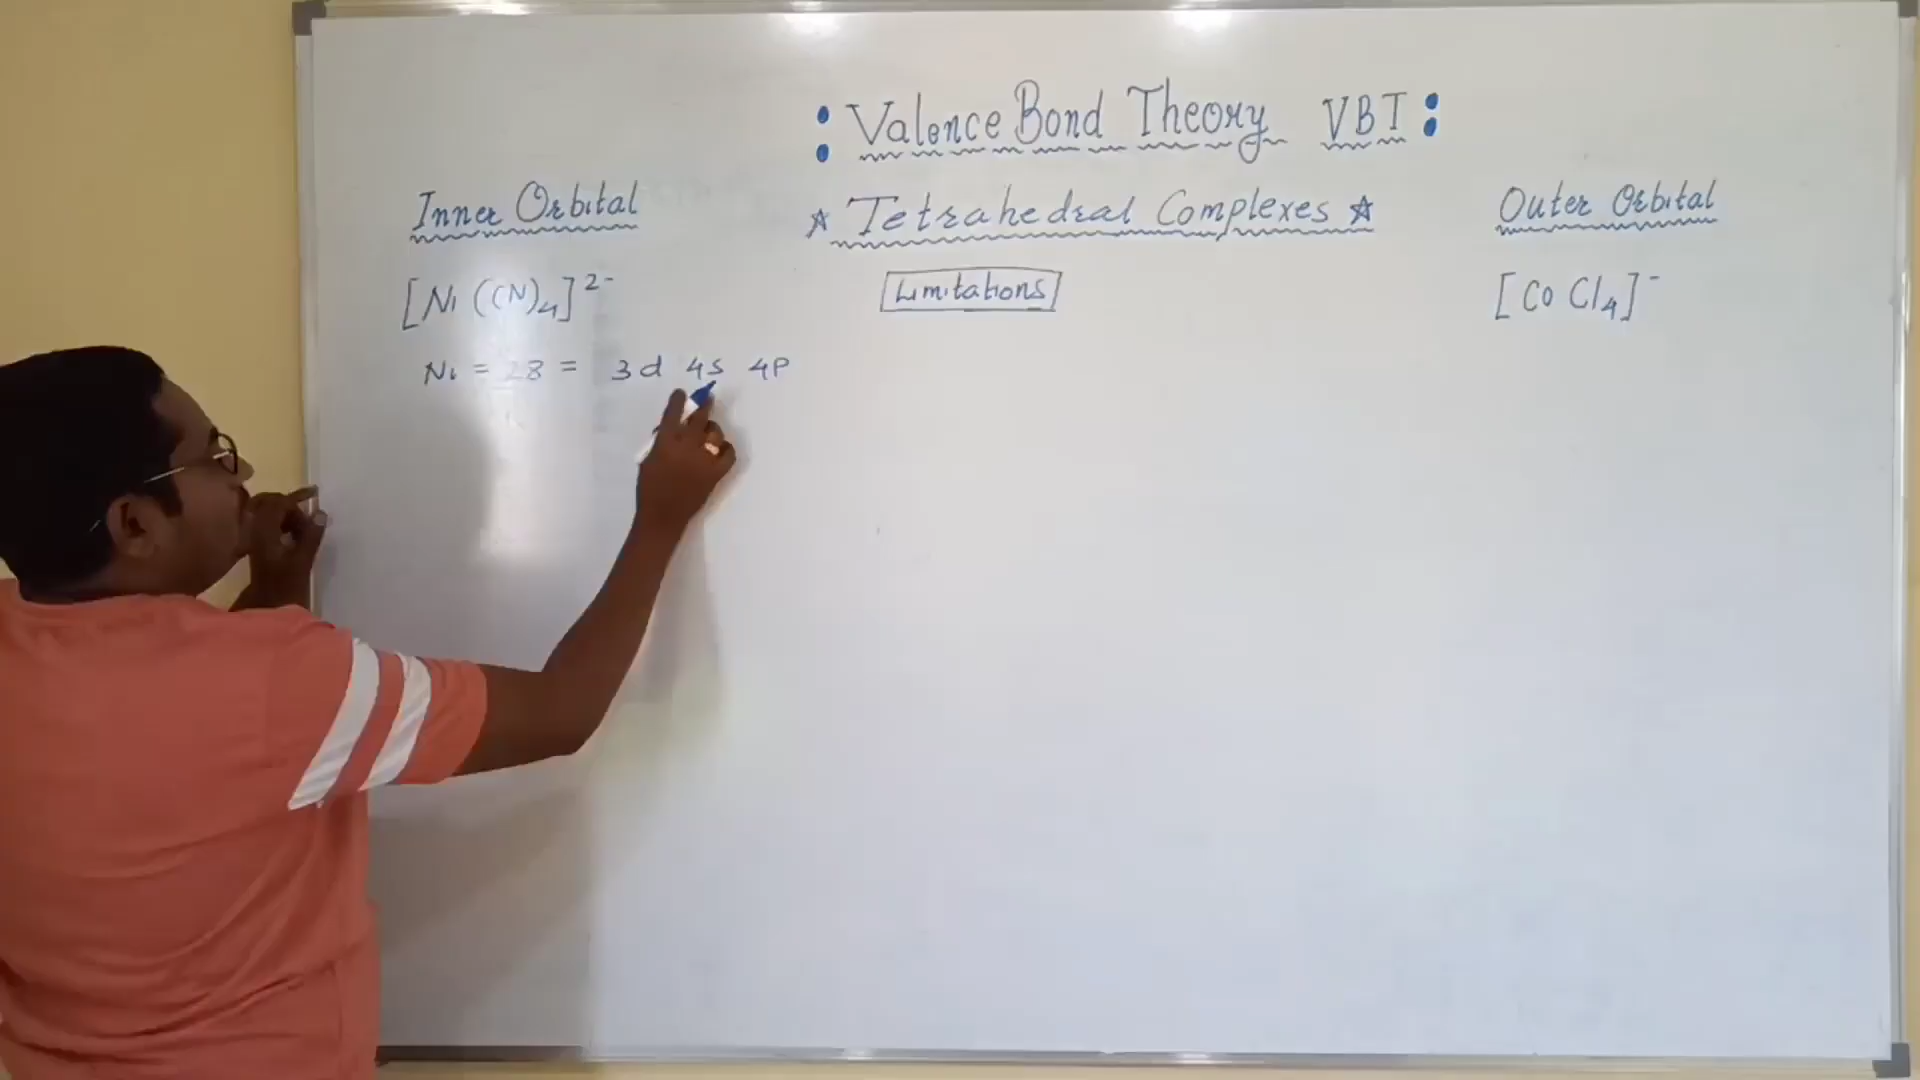 : Valence Bond Theory VBT :
Inner Orbital
☆ Tetrahedral Complexes ☆
Outer Orbital
[Ni (CN)₄]²⁻
Limitations
[Co Cl₄]⁻
Ni = 28 = 3d 4s 4P